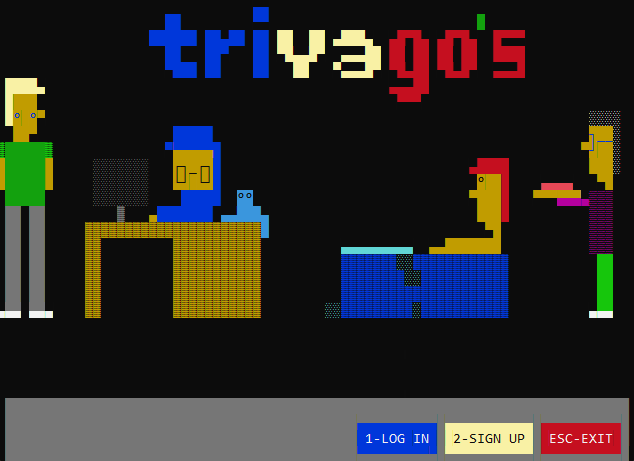 trivago's
1-LOG IN
2-SIGN UP
ESC-EXIT